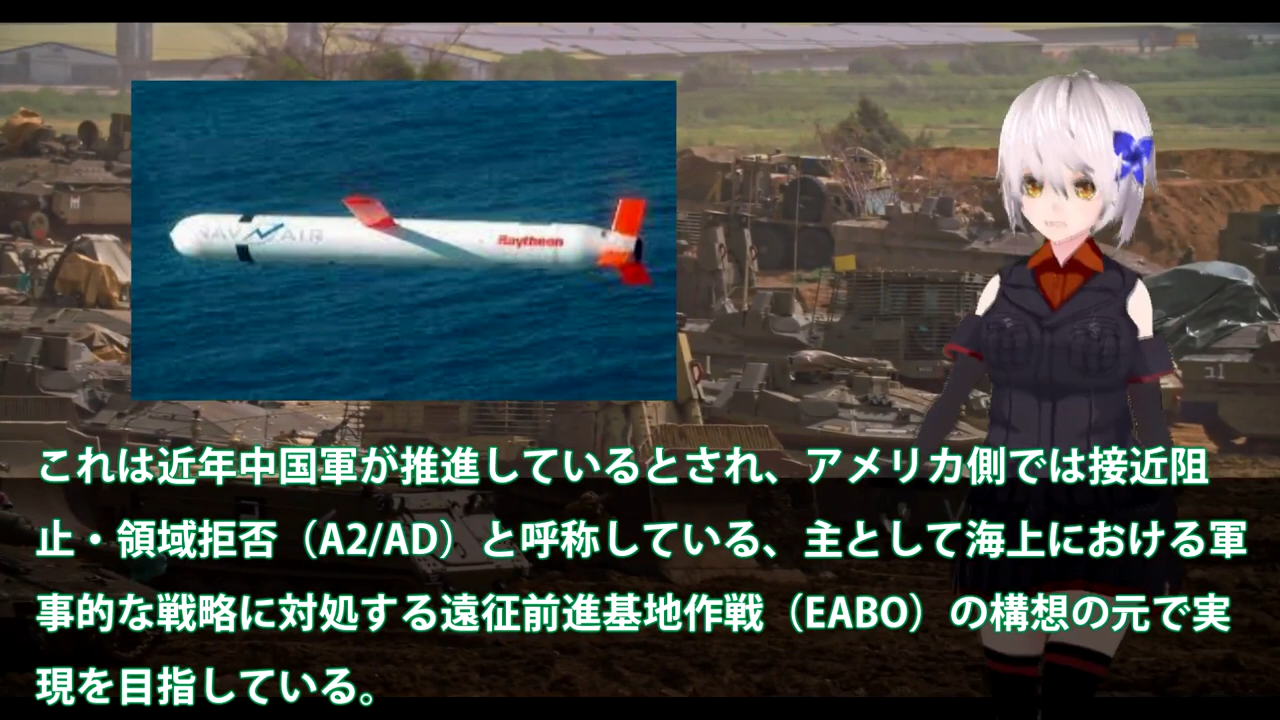 NAVAIR
Raytheon
これは近年中国軍が推進しているとされ、アメリカ側では接近阻
止・領域拒否（A2/AD）と呼称している、主として海上における軍
事的な戦略に対処する遠征前進基地作戦（EABO）の構想の元で実
現を目指している。